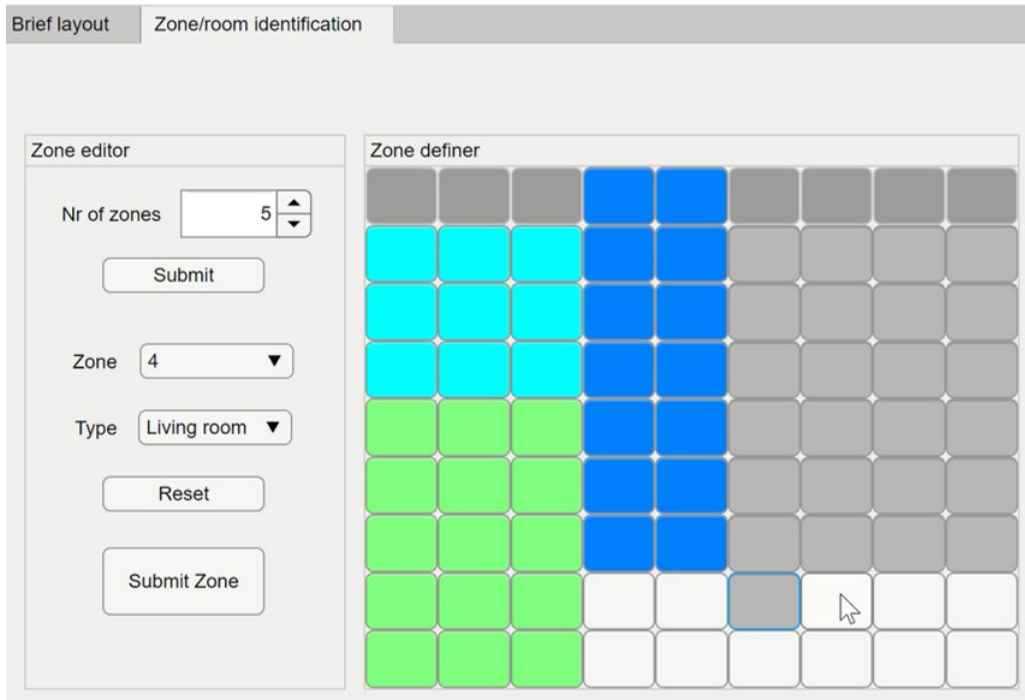 Brief layout
Zone/room identification
Zone editor
Nr of zones 5
Submit
Zone 4
Type Living room
Reset
Submit Zone
Zone definer